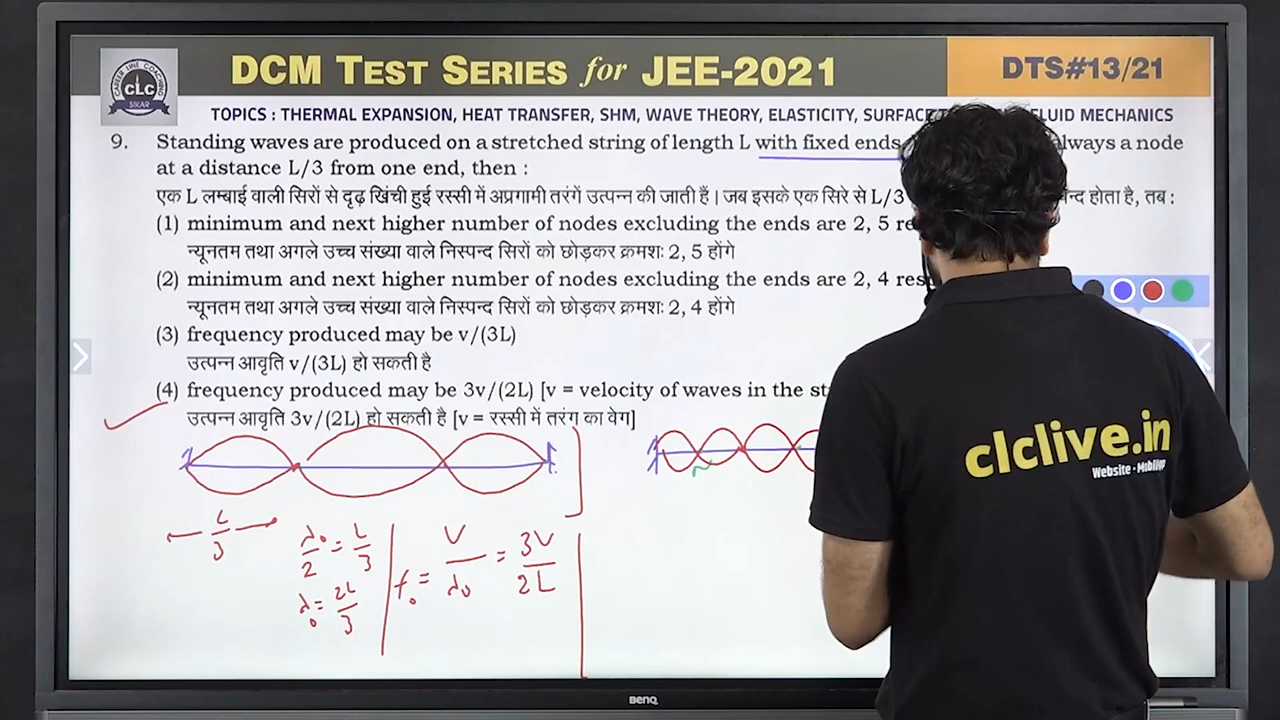 CAREER LINE COACHING
CLC
SIKAR
DCM TEST SERIES for JEE-2021
DTS#13/21
TOPICS : THERMAL EXPANSION, HEAT TRANSFER, SHM, WAVE THEORY, ELASTICITY, SURFACE FLUID MECHANICS
9. Standing waves are produced on a stretched string of length L with fixed ends always a node
at a distance L/3 from one end, then :
एक L लम्बाई वाली सिरों से दृढ़ खिंची हुई रस्सी में अप्रगामी तरंगें उत्पन्न की जाती हैं। जब इसके एक सिरे से L/3 न्द होता है, तब :
(1) minimum and next higher number of nodes excluding the ends are 2, 5 re
न्यूनतम तथा अगले उच्च संख्या वाले निस्पन्द सिरों को छोड़कर क्रमशः 2, 5 होंगे
(2) minimum and next higher number of nodes excluding the ends are 2, 4 res
न्यूनतम तथा अगले उच्च संख्या वाले निस्पन्द सिरों को छोड़कर क्रमशः 2, 4 होंगे
(3) frequency produced may be v/(3L)
उत्पन्न आवृति v/(3L) हो सकती है
(4) frequency produced may be 3v/(2L) [v = velocity of waves in the st
उत्पन्न आवृति 3v/(2L) हो सकती है [v = रस्सी में तरंग का वेग]
L/3
λ₀/2 = L/3
λ₀ = 2L/3
f₀ = V/λ₀ = 3V/2L
clclive.in
Website - Mobil
BenQ